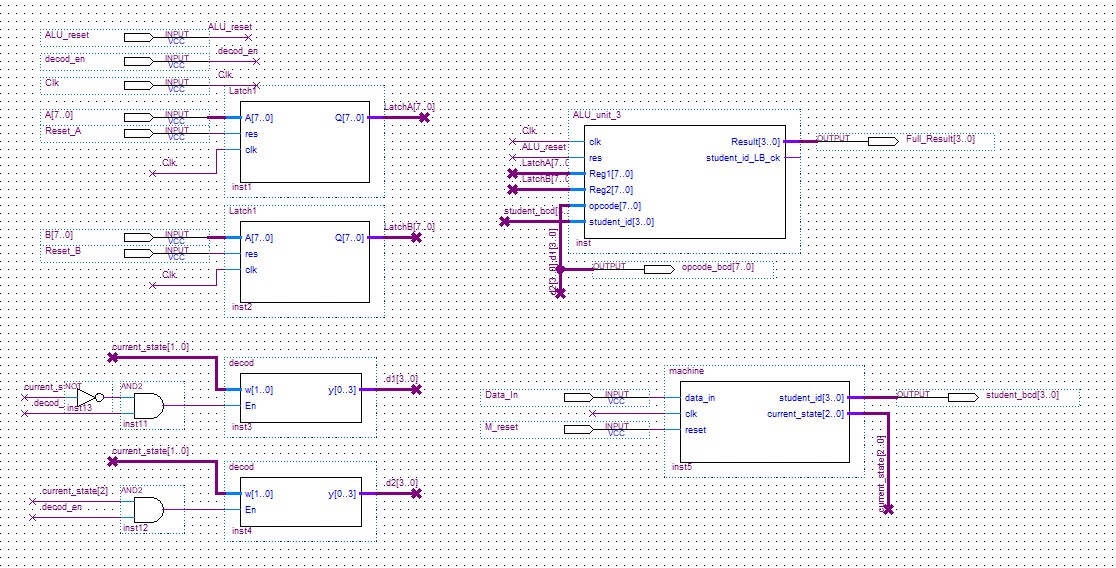 ALU_reset
INPUT
VCC
ALU_reset
decod_en
INPUT
VCC
decod_en
Clk
INPUT
VCC
Clk
Latch1
A[7..0]
INPUT
VCC
A[7..0]
Q[7..0]
LatchA[7..0]
Reset_A
INPUT
VCC
res
Clk
clk
inst1
Latch1
B[7..0]
INPUT
VCC
A[7..0]
Q[7..0]
LatchB[7..0]
Reset_B
INPUT
VCC
res
Clk
clk
inst2
ALU_unit_3
Clk
clk
Result[3..0]
OUTPUT
Full_Result[3..0]
ALU_reset
res
student_id_LB_ck
LatchA[7..0
Reg1[7..0]
LatchB[7..0
Reg2[7..0]
opcode[7..0]
student_bcd[
student_id[3..0]
inst
d2[3..0],d1[3..0]
OUTPUT
opcode_bcd[7..0]
current_state[1..0]
decod
w[1..0]
y[0..3]
d1[3..0]
En
inst3
current_s
NOT
inst13
decod_
AND2
inst11
current_state[1..0]
decod
w[1..0]
y[0..3]
d2[3..0]
En
inst4
current_state[2]
decod_en
AND2
inst12
machine
Data_In
INPUT
VCC
data_in
student_id[3..0]
OUTPUT
student_bcd[3..0]
clk
current_state[2..0]
M_reset
INPUT
VCC
reset
inst5
current_state[2..0]